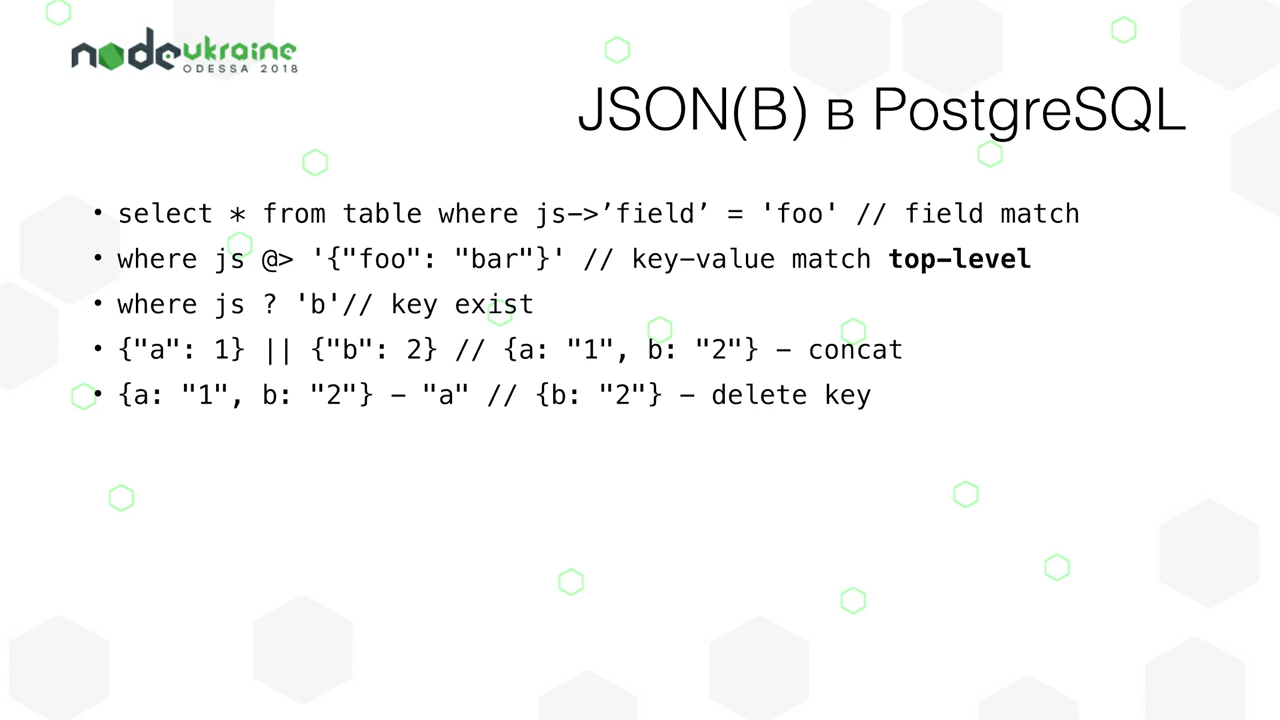 nodeukraine
ODESSA 2018
JSON(B) в PostgreSQL
• select * from table where js->’field’ = 'foo' // field match
• where js @> '{"foo": "bar"}' // key-value match top-level
• where js ? 'b'// key exist
• {"a": 1} || {"b": 2} // {a: "1", b: "2"} - concat
• {a: "1", b: "2"} - "a" // {b: "2"} - delete key